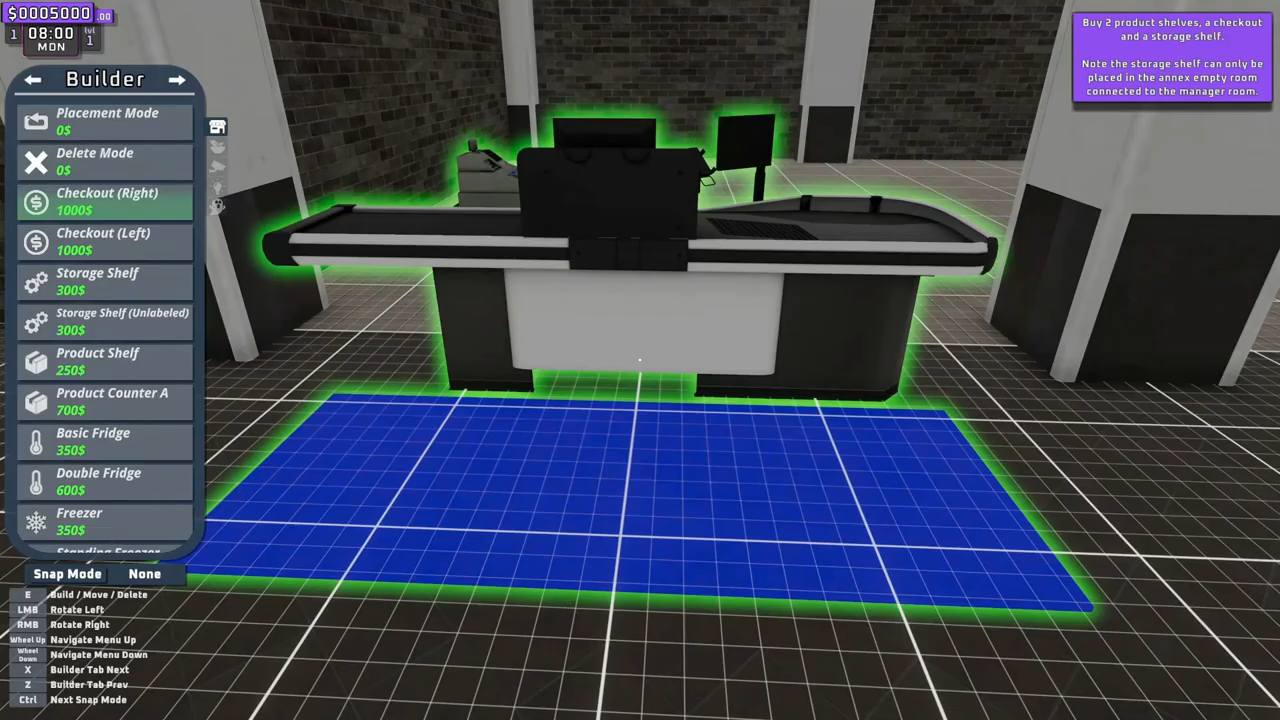 $0005000
.00
1
08:00
MON
lvl
1
Builder
Placement Mode
0$
Delete Mode
0$
Checkout (Right)
1000$
Checkout (Left)
1000$
Storage Shelf
300$
Storage Shelf (Unlabeled)
300$
Product Shelf
250$
Product Counter A
700$
Basic Fridge
350$
Double Fridge
600$
Freezer
350$
Standing Freezer
Snap Mode None
E Build / Move / Delete
LMB Rotate Left
RMB Rotate Right
Wheel Up Navigate Menu Up
Wheel Down Navigate Menu Down
X Builder Tab Next
Z Builder Tab Prev
Ctrl Next Snap Mode
Buy 2 product shelves, a checkout
and a storage shelf.
Note the storage shelf can only be
placed in the annex empty room
connected to the manager room.